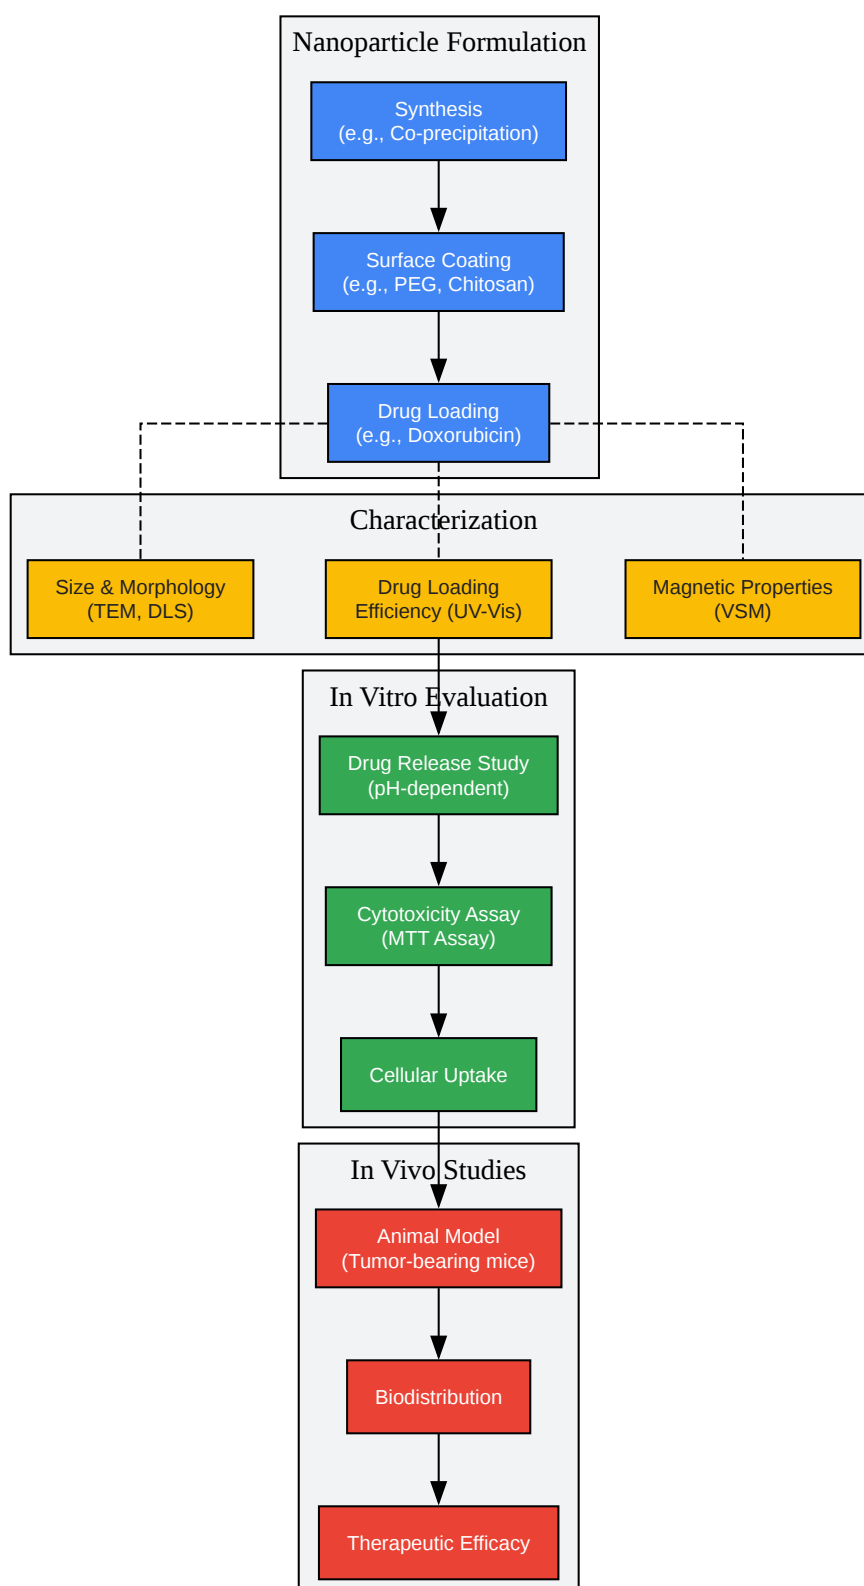 Nanoparticle Formulation
Synthesis
(e.g., Co-precipitation)
Surface Coating
(e.g., PEG, Chitosan)
Drug Loading
(e.g., Doxorubicin)
Characterization
Size & Morphology
(TEM, DLS)
Drug Loading
Efficiency (UV-Vis)
Magnetic Properties
(VSM)
In Vitro Evaluation
Drug Release Study
(pH-dependent)
Cytotoxicity Assay
(MTT Assay)
Cellular Uptake
In Vivo Studies
Animal Model
(Tumor-bearing mice)
Biodistribution
Therapeutic Efficacy